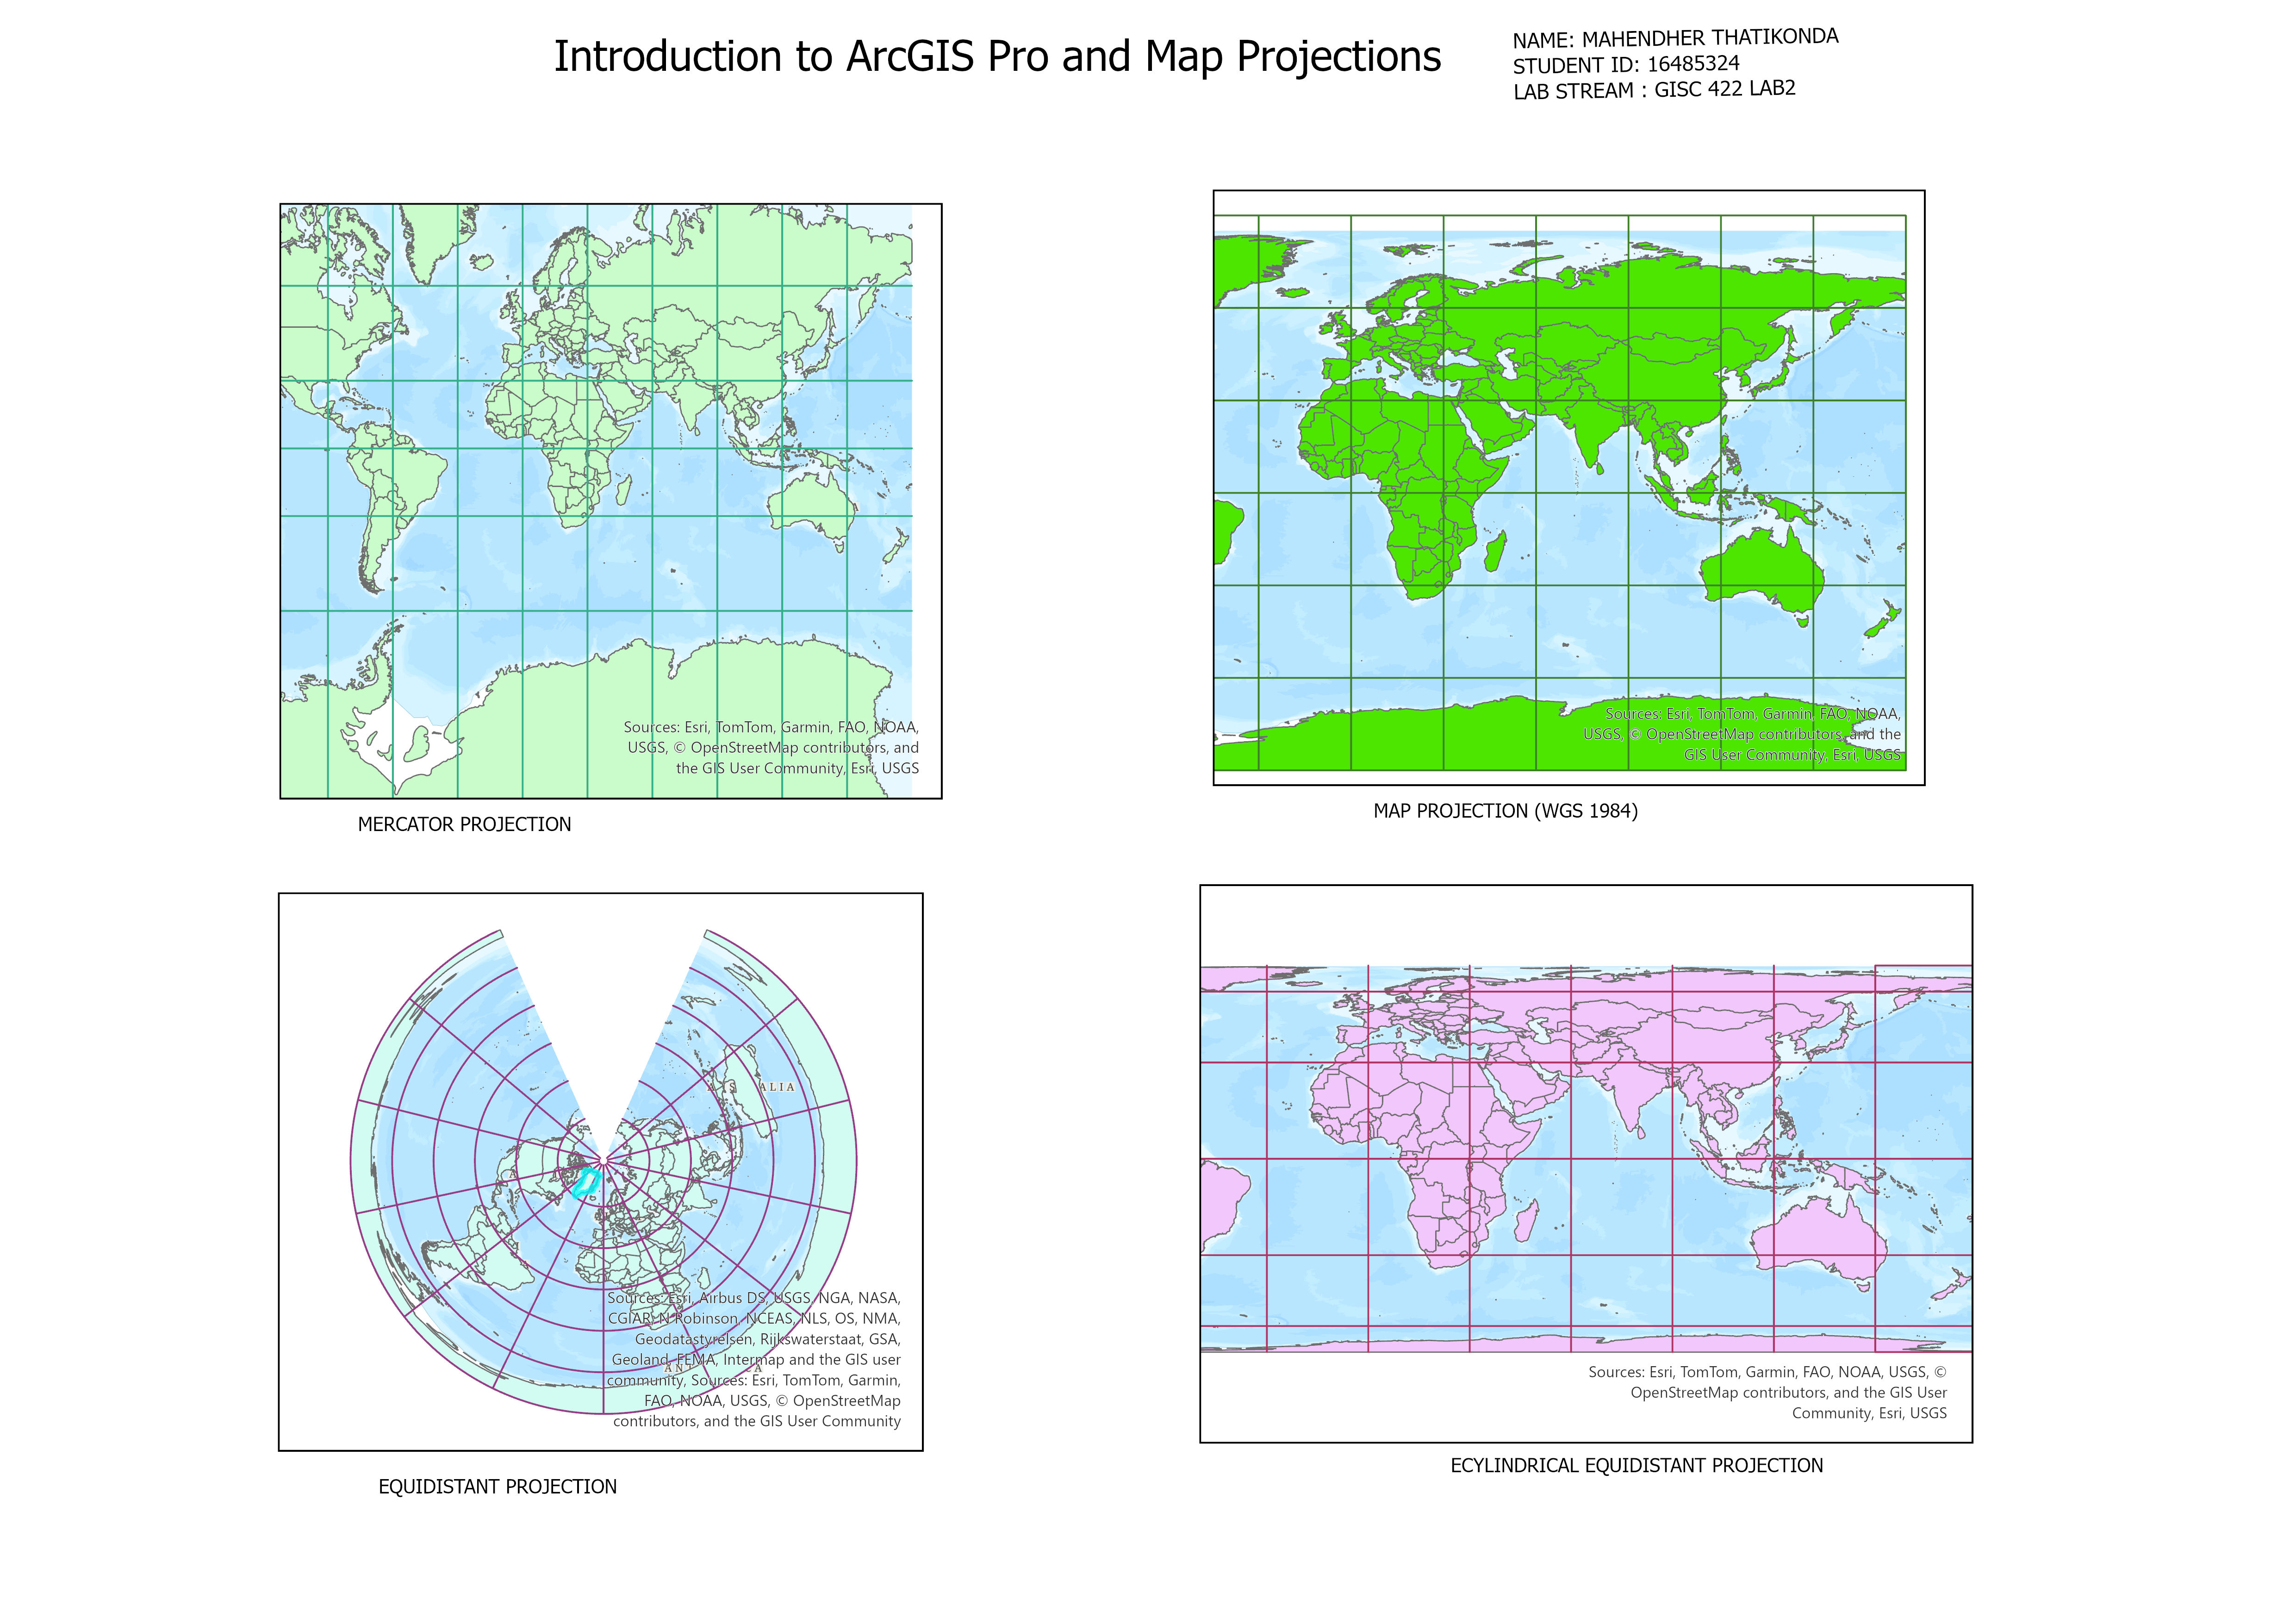 Introduction to ArcGIS Pro and Map Projections
NAME: MAHENDHER THATIKONDA
STUDENT ID: 16485324
LAB STREAM : GISC 422 LAB2
Sources: Esri, TomTom, Garmin, FAO, NOAA,
USGS, © OpenStreetMap contributors, and
the GIS User Community, Esri, USGS
MERCATOR PROJECTION
Sources: Esri, TomTom, Garmin, FAO, NOAA,
USGS, © OpenStreetMap contributors, and the
GIS User Community, Esri, USGS
MAP PROJECTION (WGS 1984)
ALIA
Sources: Esri, Airbus DS, USGS, NGA, NASA,
CGIAR, N Robinson, NCEAS, NLS, OS, NMA,
Geodatastyrelsen, Rijkswaterstaat, GSA,
Geoland, FEMA, Intermap and the GIS user
community, Sources: Esri, TomTom, Garmin,
FAO, NOAA, USGS, © OpenStreetMap
contributors, and the GIS User Community
EQUIDISTANT PROJECTION
Sources: Esri, TomTom, Garmin, FAO, NOAA, USGS, ©
OpenStreetMap contributors, and the GIS User
Community, Esri, USGS
ECYLINDRICAL EQUIDISTANT PROJECTION